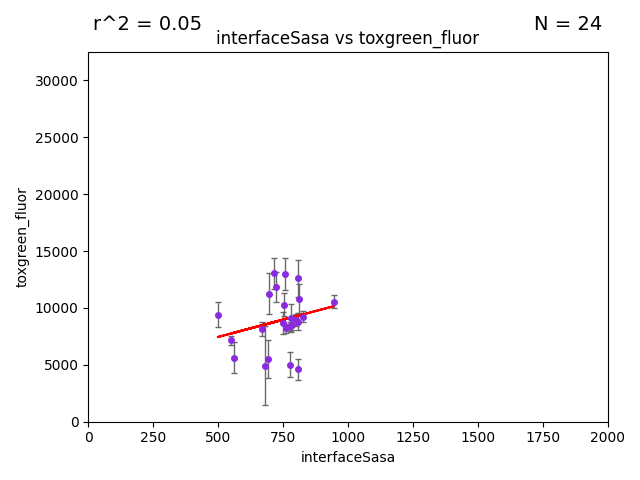 r^2 = 0.05
N = 24
interfaceSasa vs toxgreen_fluor
30000
25000
20000
15000
10000
5000
0
toxgreen_fluor
0 250 500 750 1000 1250 1500 1750 2000
interfaceSasa